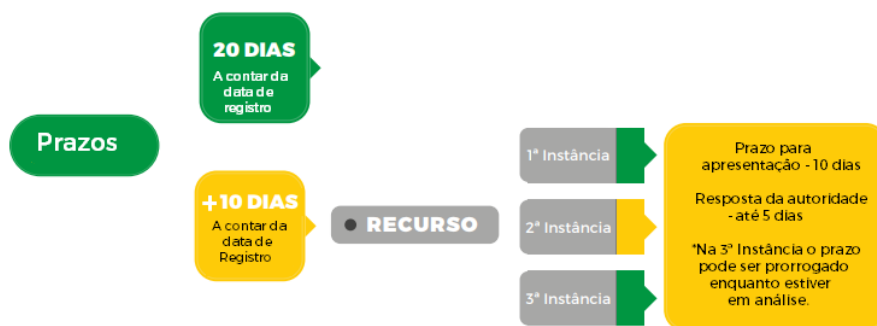 Prazos
20 DIAS
A contar da
data de
registro
+10 DIAS
A contar da
data de
Registro
RECURSO
1ª Instância
2ª Instância
3ª Instância
Prazo para
apresentação - 10 dias
Resposta da autoridade
- até 5 dias
*Na 3ª Instância o prazo
pode ser prorrogado
enquanto estiver
em análise.